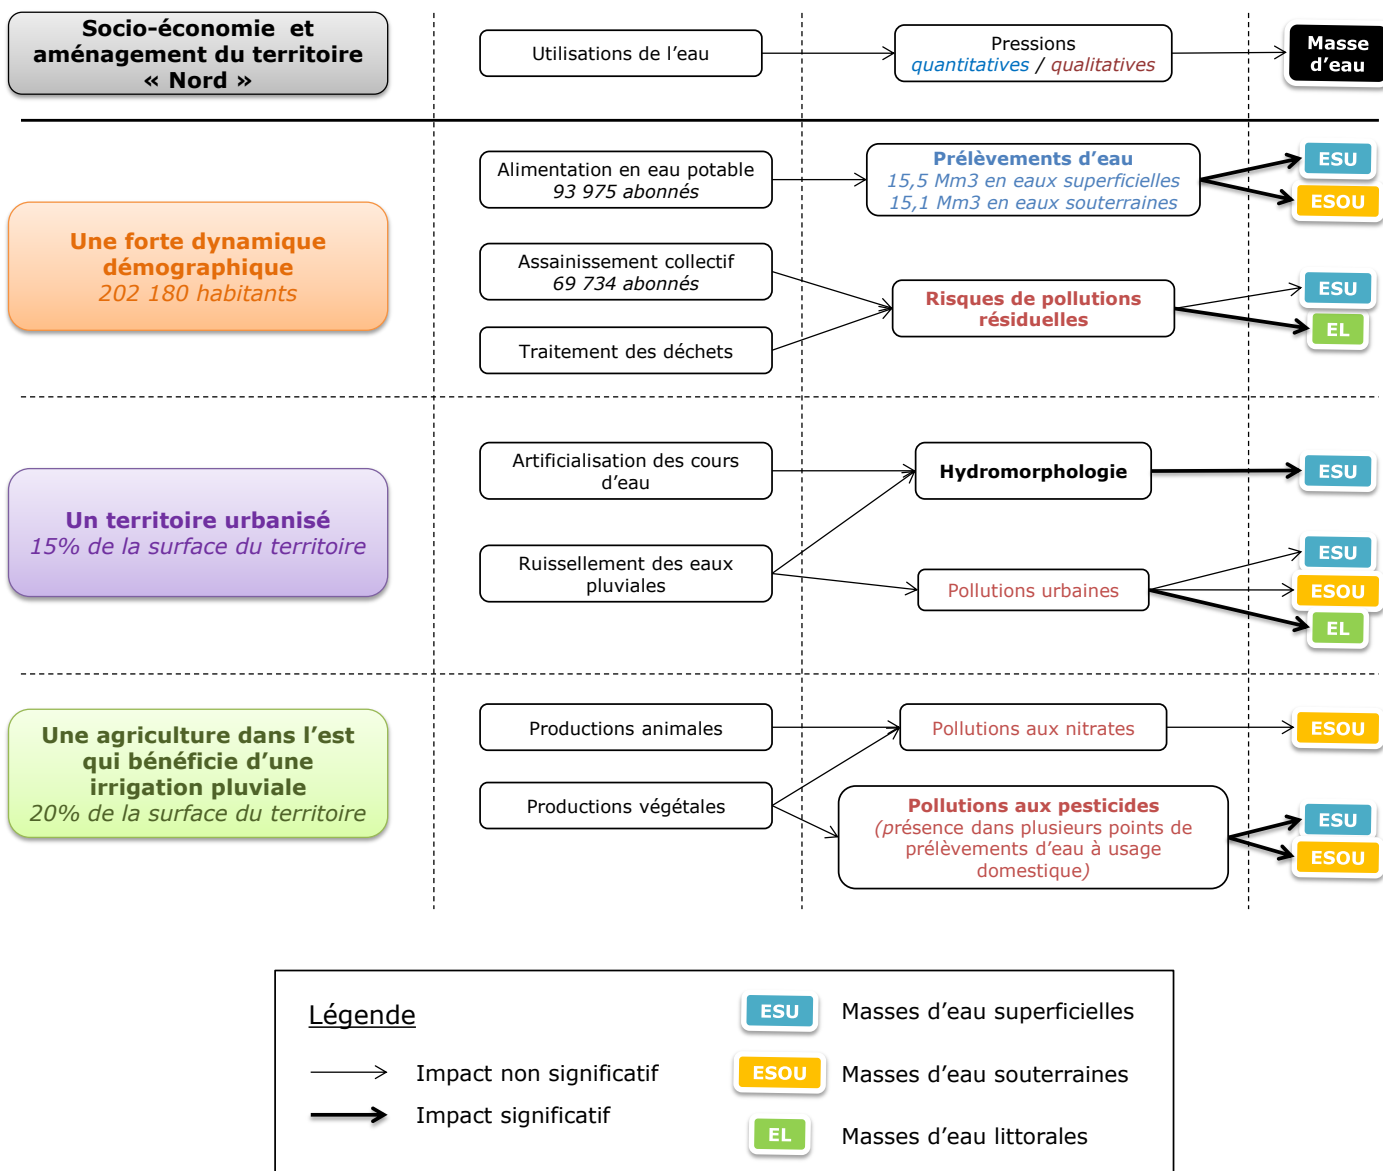 Socio-économie et
aménagement du territoire
« Nord »
Utilisations de l'eau
Pressions
quantitatives / qualitatives
Masse
d'eau
Une forte dynamique
démographique
202 180 habitants
Alimentation en eau potable
93 975 abonnés
Prélèvements d'eau
15,5 Mm3 en eaux superficielles
15,1 Mm3 en eaux souterraines
ESU
ESOU
Assainissement collectif
69 734 abonnés
Traitement des déchets
Risques de pollutions
résiduelles
ESU
EL
Un territoire urbanisé
15% de la surface du territoire
Artificialisation des cours
d'eau
Hydromorphologie
ESU
Ruissellement des eaux
pluviales
Pollutions urbaines
ESU
ESOU
EL
Une agriculture dans l'est
qui bénéficie d'une
irrigation pluviale
20% de la surface du territoire
Productions animales
Pollutions aux nitrates
ESOU
Productions végétales
Pollutions aux pesticides
(présence dans plusieurs points de
prélèvements d'eau à usage
domestique)
ESU
ESOU
Légende
Impact non significatif
Impact significatif
ESU Masses d'eau superficielles
ESOU Masses d'eau souterraines
EL Masses d'eau littorales